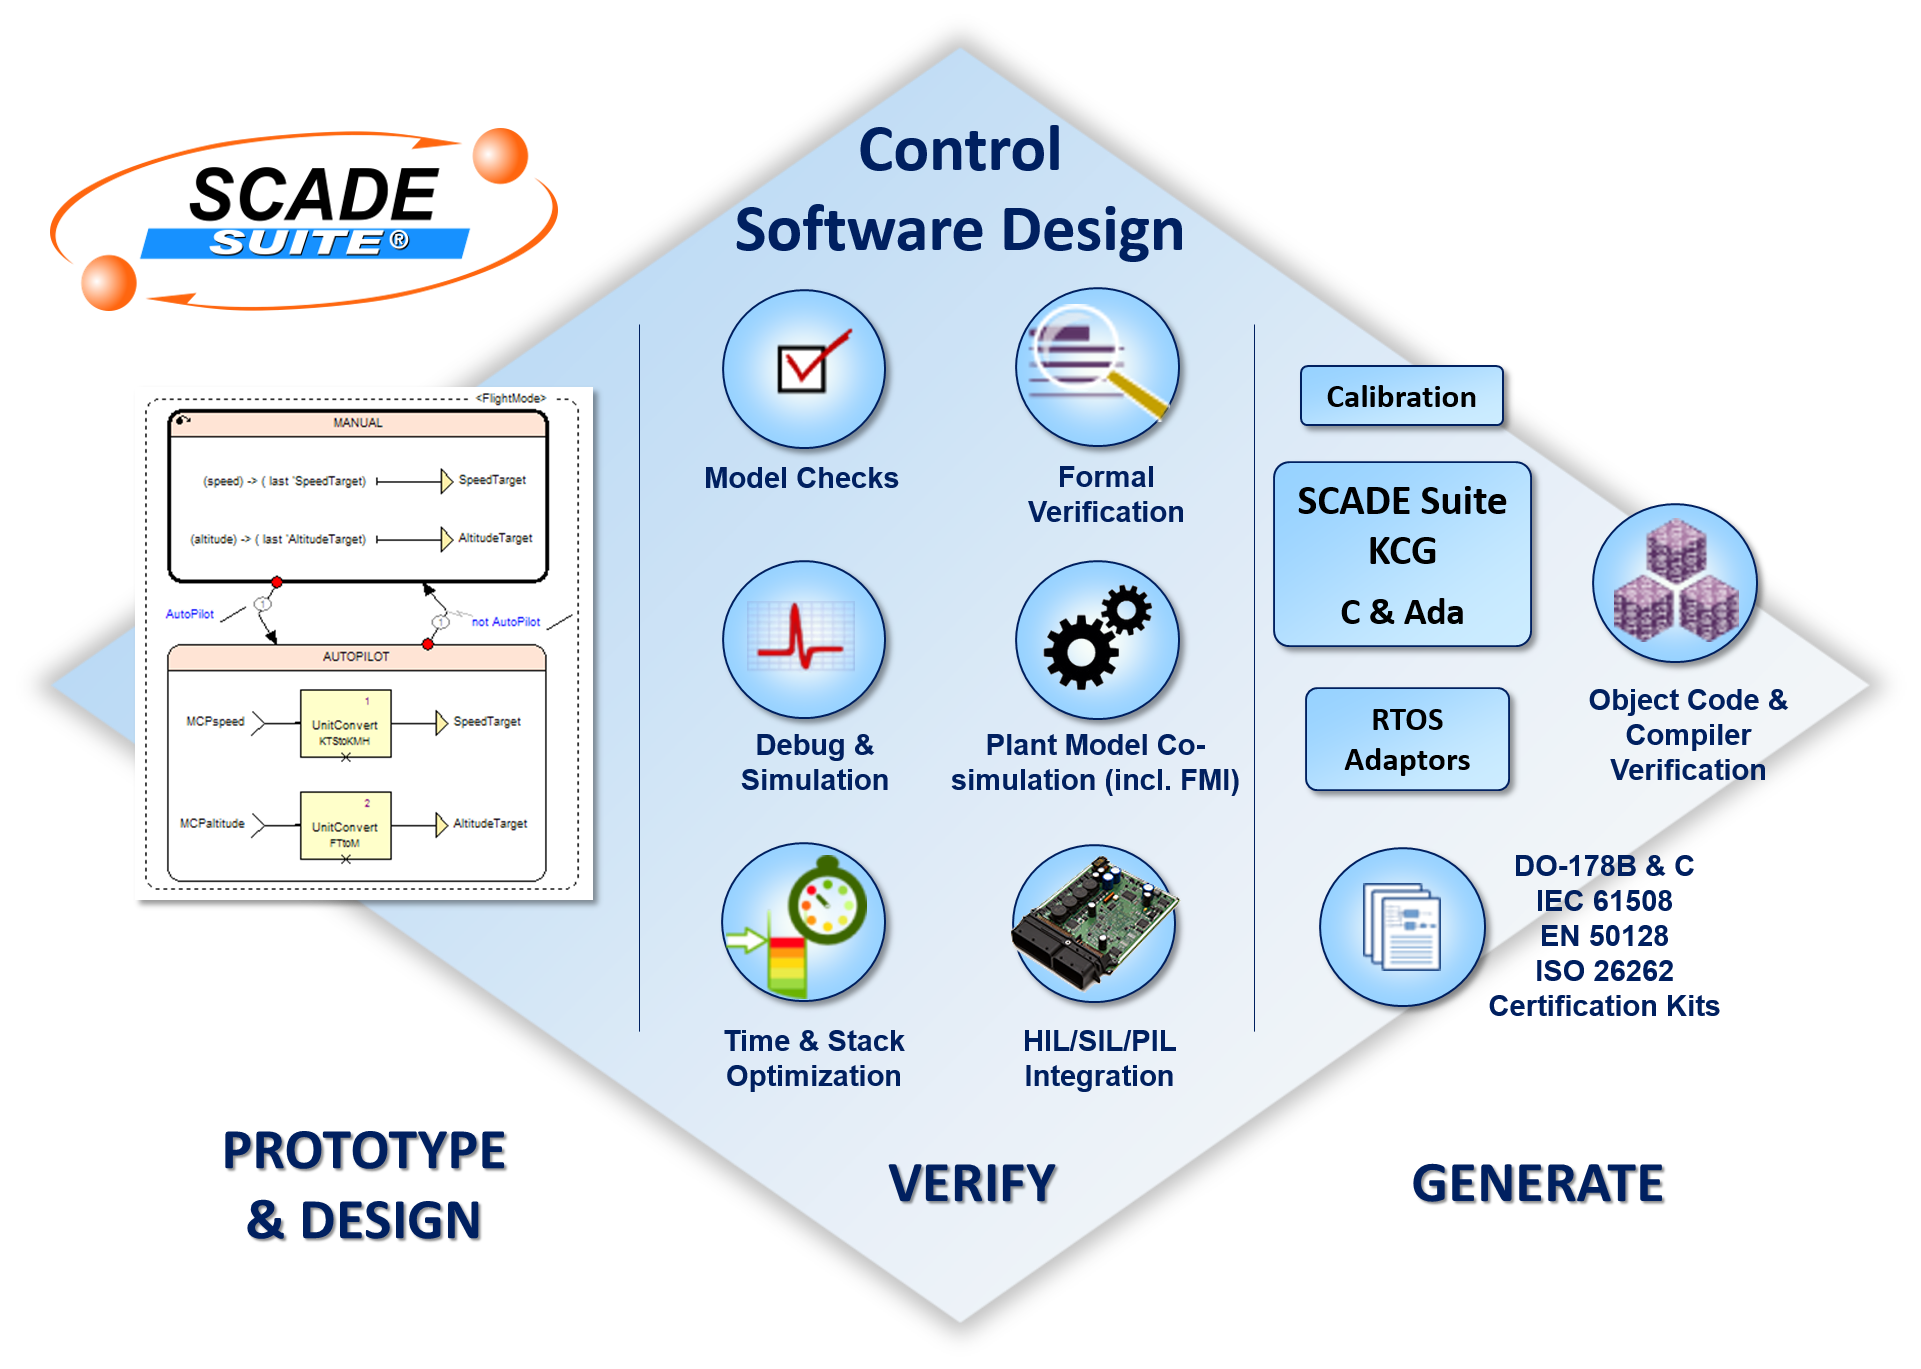 SCADE
SUITE®
Control
Software Design
<FlightMode>
MANUAL
(speed) -> ( last 'SpeedTarget)
SpeedTarget
(altitude) -> ( last 'AltitudeTarget)
AltitudeTarget
AutoPilot
1
1
not AutoPilot
AUTOPILOT
MCPspeed
1
UnitConvert
KTStoKMH
SpeedTarget
MCPaltitude
2
UnitConvert
FTtoM
AltitudeTarget
PROTOTYPE
& DESIGN
Model Checks
Formal
Verification
Debug &
Simulation
Plant Model Co-
simulation (incl. FMI)
Time & Stack
Optimization
HIL/SIL/PIL
Integration
VERIFY
Calibration
SCADE Suite
KCG
C & Ada
RTOS
Adaptors
Object Code &
Compiler
Verification
DO-178B & C
IEC 61508
EN 50128
ISO 26262
Certification Kits
GENERATE